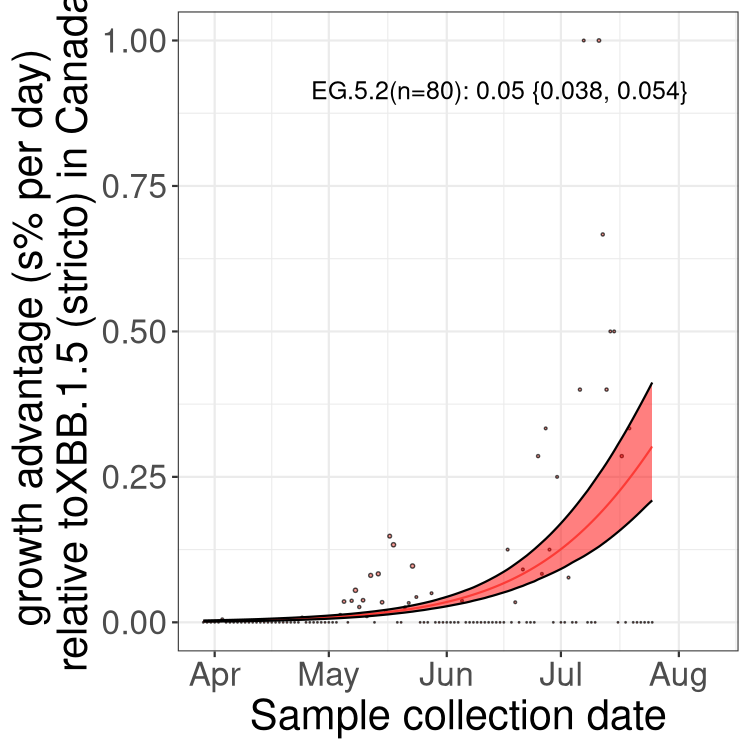 growth advantage (s% per day)
relative toXBB.1.5 (stricto) in Canada
1.00
0.75
0.50
0.25
0.00
EG.5.2(n=80): 0.05 {0.038, 0.054}
Apr May Jun Jul Aug
Sample collection date